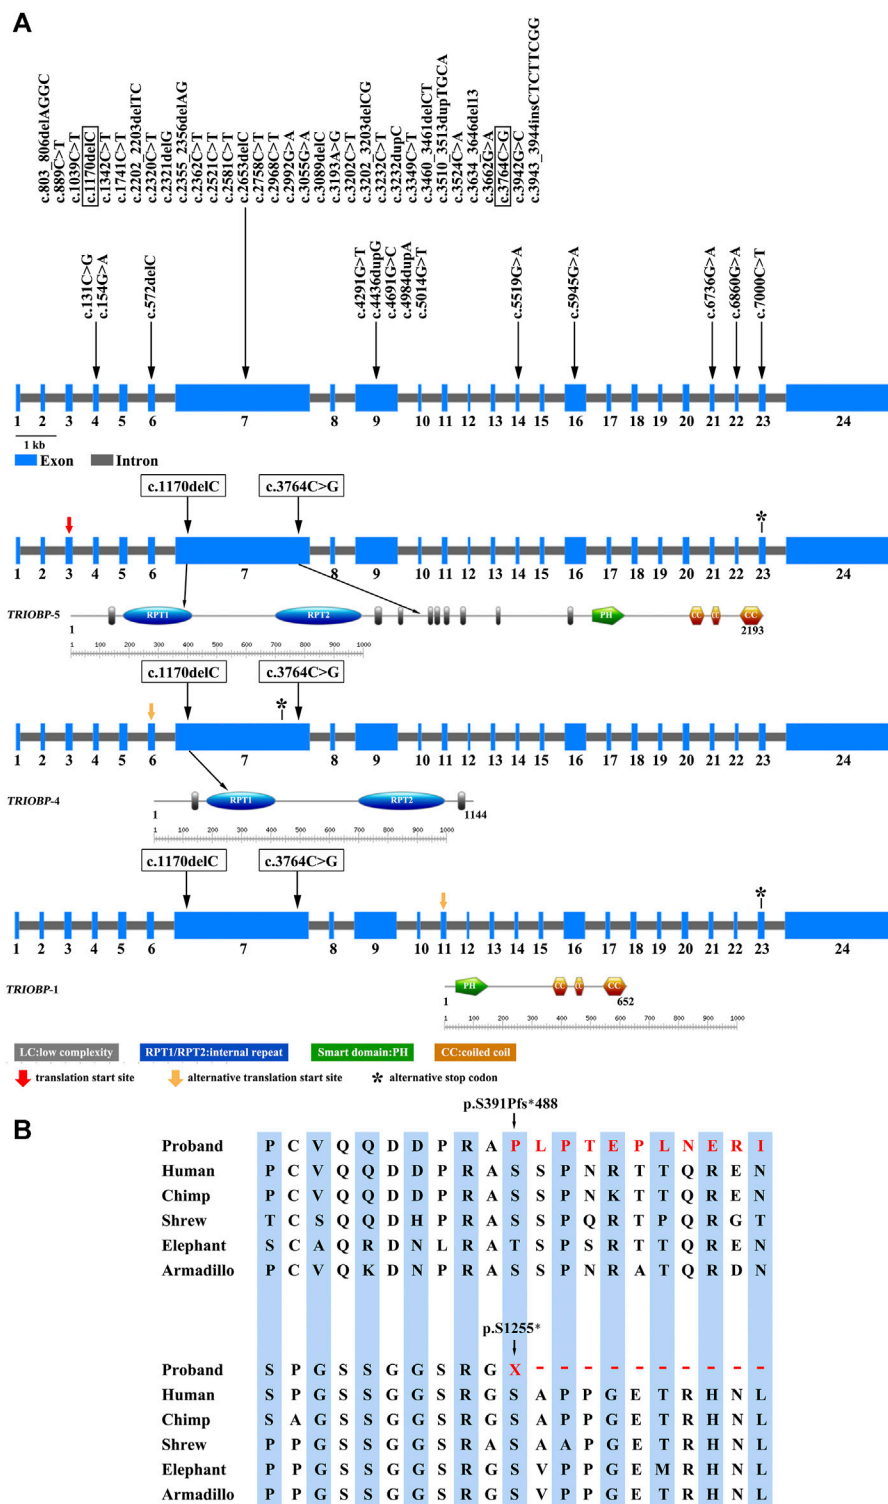 A
c.803_806delAGGC
c.889C>T
c.1039C>T
c.1170delC
c.1342C>T
c.1741C>T
c.2202_2203delTC
c.2320C>T
c.2321delG
c.2355_2356delAG
c.2362C>T
c.2521C>T
c.2581C>T
c.2653delC
c.2758C>T
c.2968C>T
c.2992G>A
c.3055G>A
c.3089delC
c.3193A>G
c.3202C>T
c.3202_3203delCG
c.3232C>T
c.3232dupC
c.3349C>T
c.3460_3461delCT
c.3510_3513dupTGCA
c.3524C>A
c.3634_3646del13
c.3662G>A
c.3764C>G
c.3942G>C
c.3943_3944insCTCTTCGG
c.131C>G
c.154G>A
c.572delC
c.4291G>T
c.4436dupG
c.4691G>C
c.4984dupA
c.5014G>T
c.5519G>A
c.5945G>A
c.6736G>A
c.6860G>A
c.7000C>T
1 2 3 4 5 6 7 8 9 10 11 12 13 14 15 16 17 18 19 20 21 22 23 24
1 kb
Exon Intron
c.1170delC c.3764C>G
*
1 2 3 4 5 6 7 8 9 10 11 12 13 14 15 16 17 18 19 20 21 22 23 24
TRIOBP-5 RPT1 RPT2 PH CC CC CC
1 2193
0 100 200 300 400 500 600 700 800 900 1000
c.1170delC c.3764C>G
*
1 2 3 4 5 6 7 8 9 10 11 12 13 14 15 16 17 18 19 20 21 22 23 24
TRIOBP-4 RPT1 RPT2
1 1144
0 100 200 300 400 500 600 700 800 900 1000
c.1170delC c.3764C>G
*
1 2 3 4 5 6 7 8 9 10 11 12 13 14 15 16 17 18 19 20 21 22 23 24
TRIOBP-1 PH CC CC CC
1 652
0 100 200 300 400 500 600 700 800 900 1000
LC:low complexity RPT1/RPT2:internal repeat Smart domain:PH CC:coiled coil
translation start site alternative translation start site * alternative stop codon
B
p.S391Pfs*488
Proband P C V Q Q D D P R A P L P T E P L N E R I
Human P C V Q Q D D P R A S S P N R T T Q R E N
Chimp P C V Q Q D D P R A S S P N K T T Q R E N
Shrew T C S Q Q D H P R A S S P Q R T P Q R G T
Elephant S C A Q R D N L R A T S P S R T T Q R E N
Armadillo P C V Q K D N P R A S S P N R A T Q R D N
p.S1255*
Proband S P G S S G G S R G X - - - - - - - - - -
Human S P G S S G G S R G S A P P G E T R H N L
Chimp S A G S S G G S R G S A P P G E T R H N L
Shrew P P G S S G G S R A S A A P G E T R H N L
Elephant P P G S S G G S R G S V P P G E M R H N L
Armadillo P P G S S G G S R G S V P P G E T R H N L